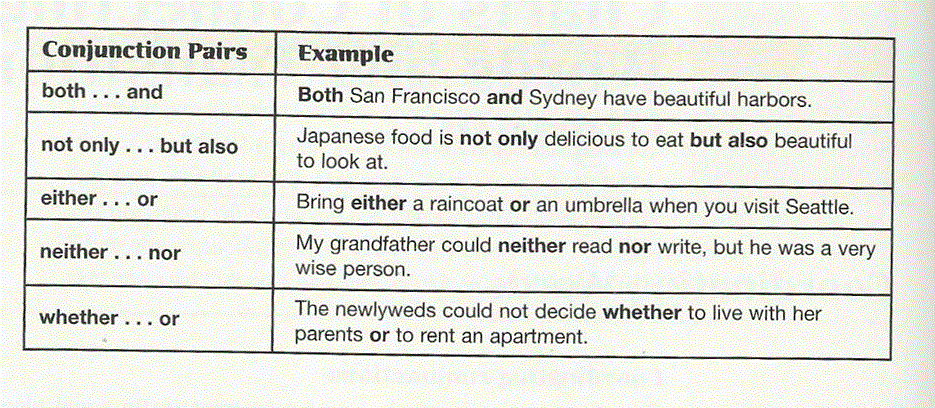 Conjunction Pairs Example
both . . . and Both San Francisco and Sydney have beautiful harbors.
not only . . . but also Japanese food is not only delicious to eat but also beautiful
to look at.
either . . . or Bring either a raincoat or an umbrella when you visit Seattle.
neither . . . nor My grandfather could neither read nor write, but he was a very
wise person.
whether . . . or The newlyweds could not decide whether to live with her
parents or to rent an apartment.